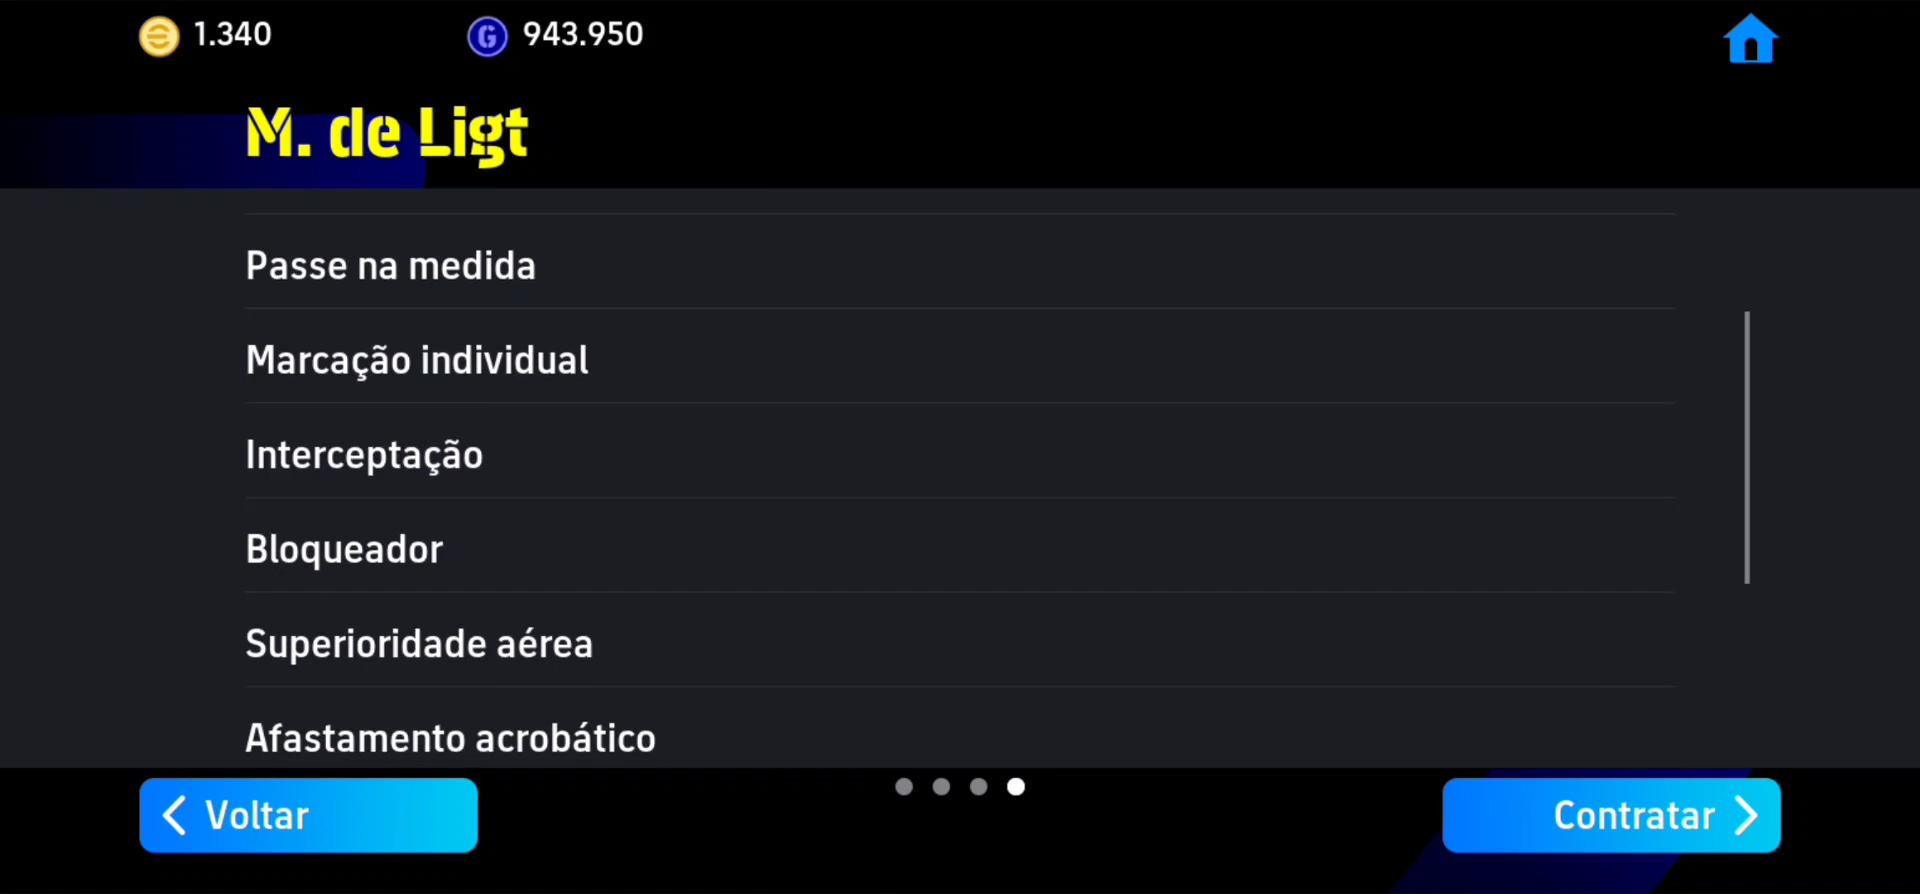 1.340
943.950
M. de Ligt
Passe na medida
Marcação individual
Interceptação
Bloqueador
Superioridade aérea
Afastamento acrobático
Voltar
Contratar